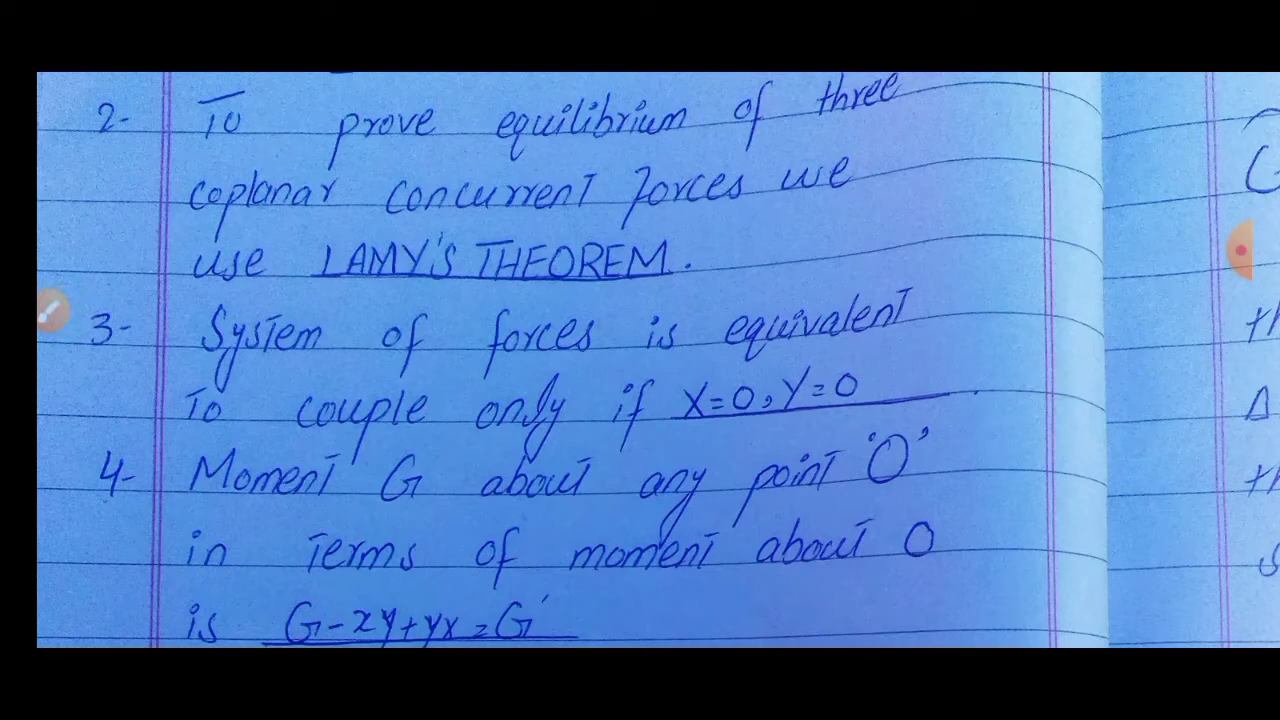 2- To prove equilibrium of three
coplanar concurrent forces we
use LAMY'S THEOREM.
3- System of forces is equivalent
To couple only if X=0, Y=0.
4- Moment G about any point 'O'
in Terms of moment about O
is G-xy+yx=G'
th
th